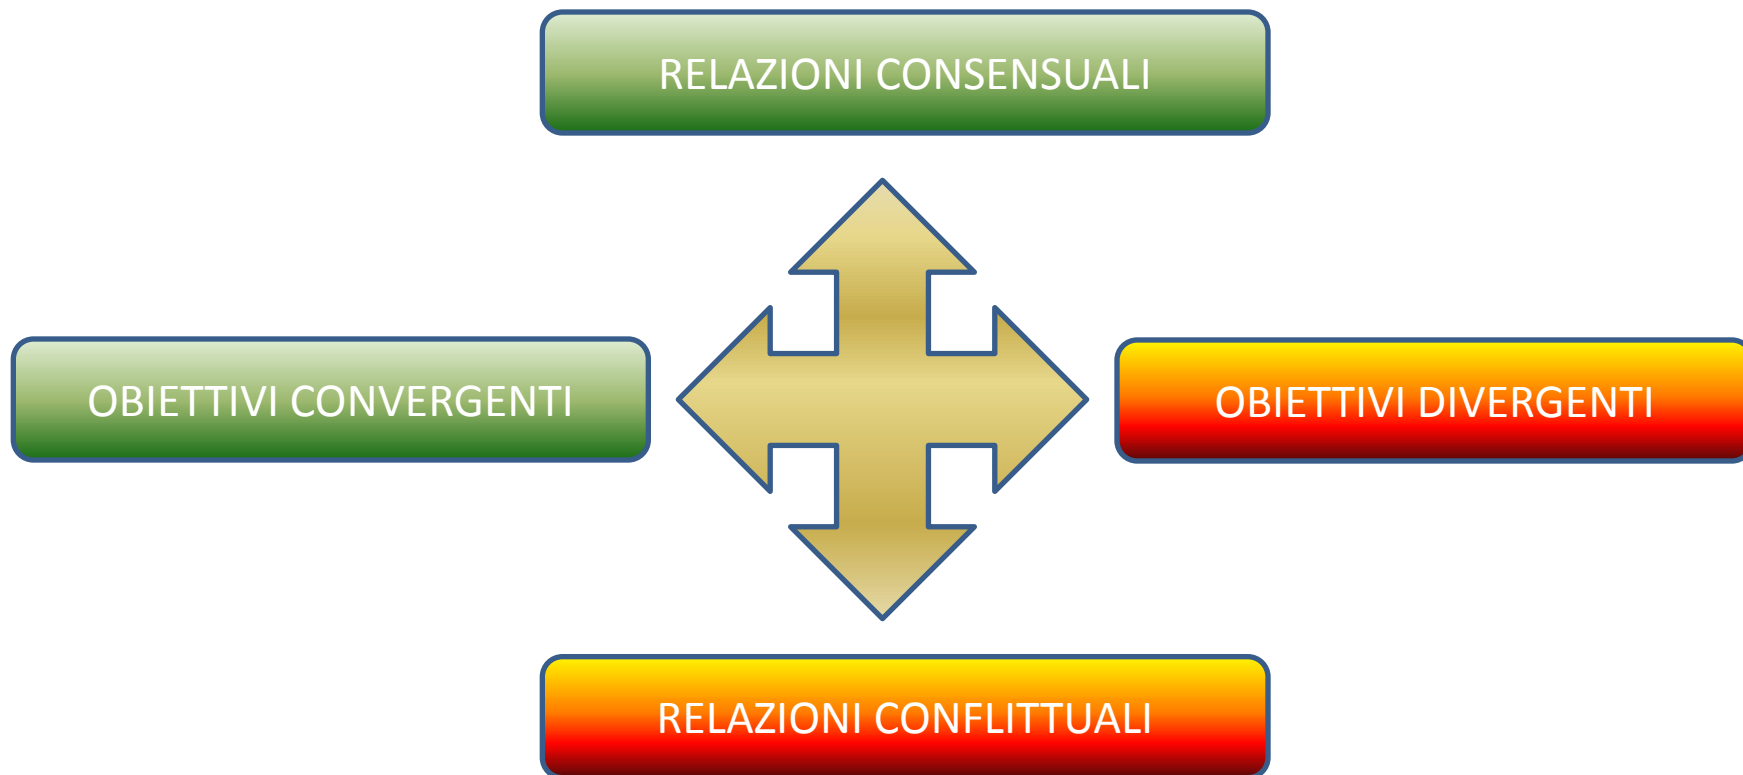 RELAZIONI CONSENSUALI
OBIETTIVI CONVERGENTI
OBIETTIVI DIVERGENTI
RELAZIONI CONFLITTUALI